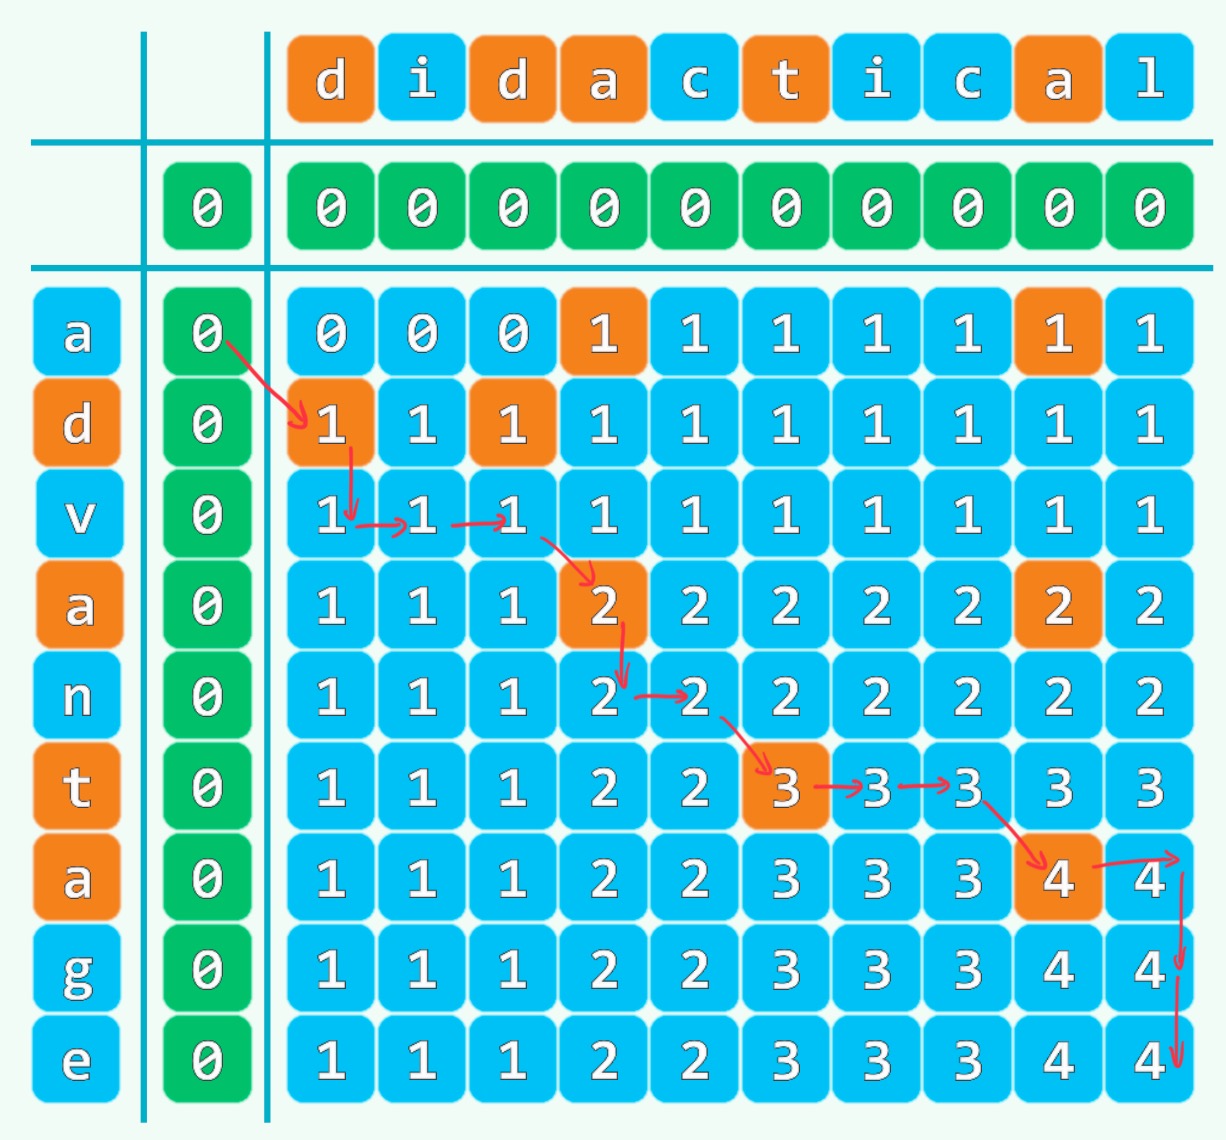 d i d a c t i c a l
0 0 0 0 0 0 0 0 0 0 0
a 0 0 0 0 1 1 1 1 1 1 1
d 0 1 1 1 1 1 1 1 1 1 1
v 0 1 1 1 1 1 1 1 1 1 1
a 0 1 1 1 2 2 2 2 2 2 2
n 0 1 1 1 2 2 2 2 2 2 2
t 0 1 1 1 2 2 3 3 3 3 3
a 0 1 1 1 2 2 3 3 3 4 4
g 0 1 1 1 2 2 3 3 3 4 4
e 0 1 1 1 2 2 3 3 3 4 4